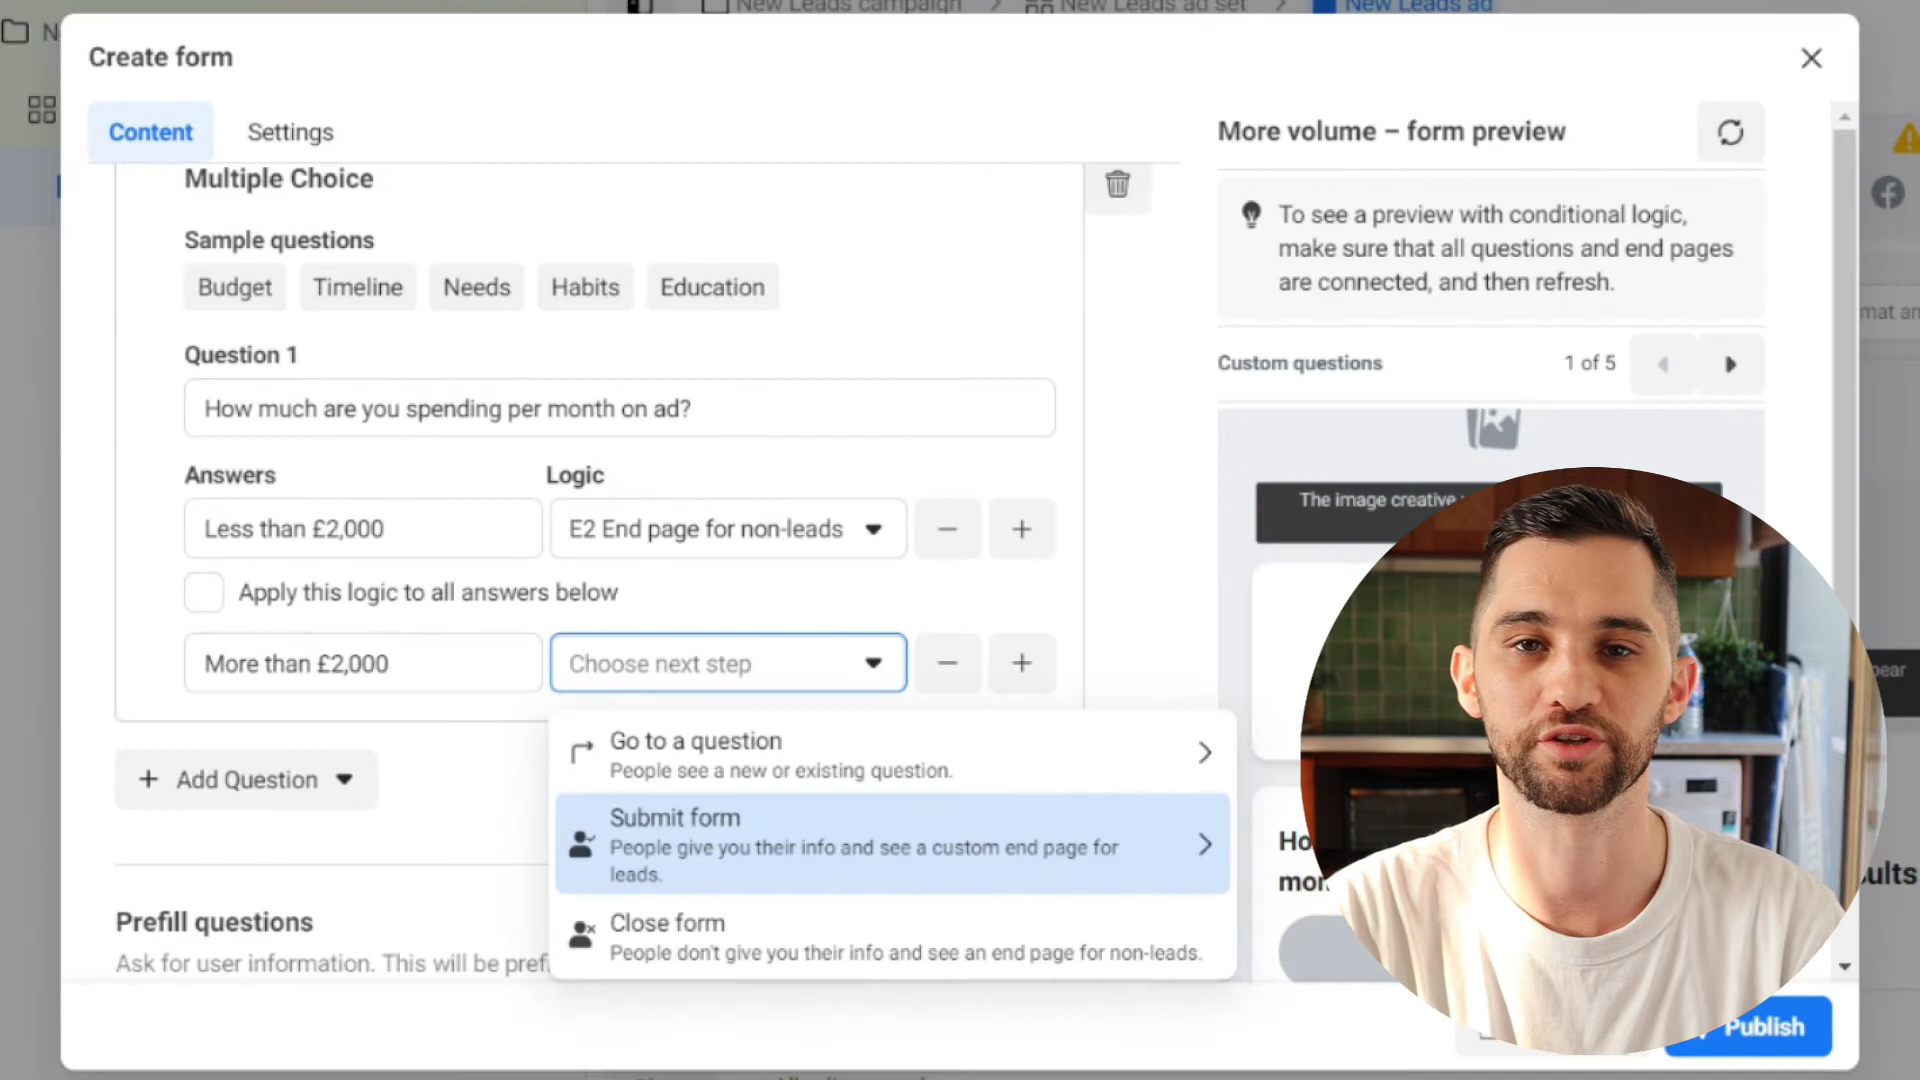 New Leads campaign
New Leads ad set
New Leads ad
N
Create form
Content
Settings
Multiple Choice
Sample questions
Budget
Timeline
Needs
Habits
Education
Question 1
How much are you spending per month on ad?
Answers
Logic
Less than £2,000
E2 End page for non-leads
Apply this logic to all answers below
More than £2,000
Choose next step
Go to a question
People see a new or existing question.
Submit form
People give you their info and see a custom end page for
leads.
Close form
People don't give you their info and see an end page for non-leads.
+ Add Question
Prefill questions
Ask for user information. This will be pref
More volume – form preview
To see a preview with conditional logic,
make sure that all questions and end pages
are connected, and then refresh.
Custom questions
1 of 5
The image creative
Ho
mon
Publish
mat an
pear
ults